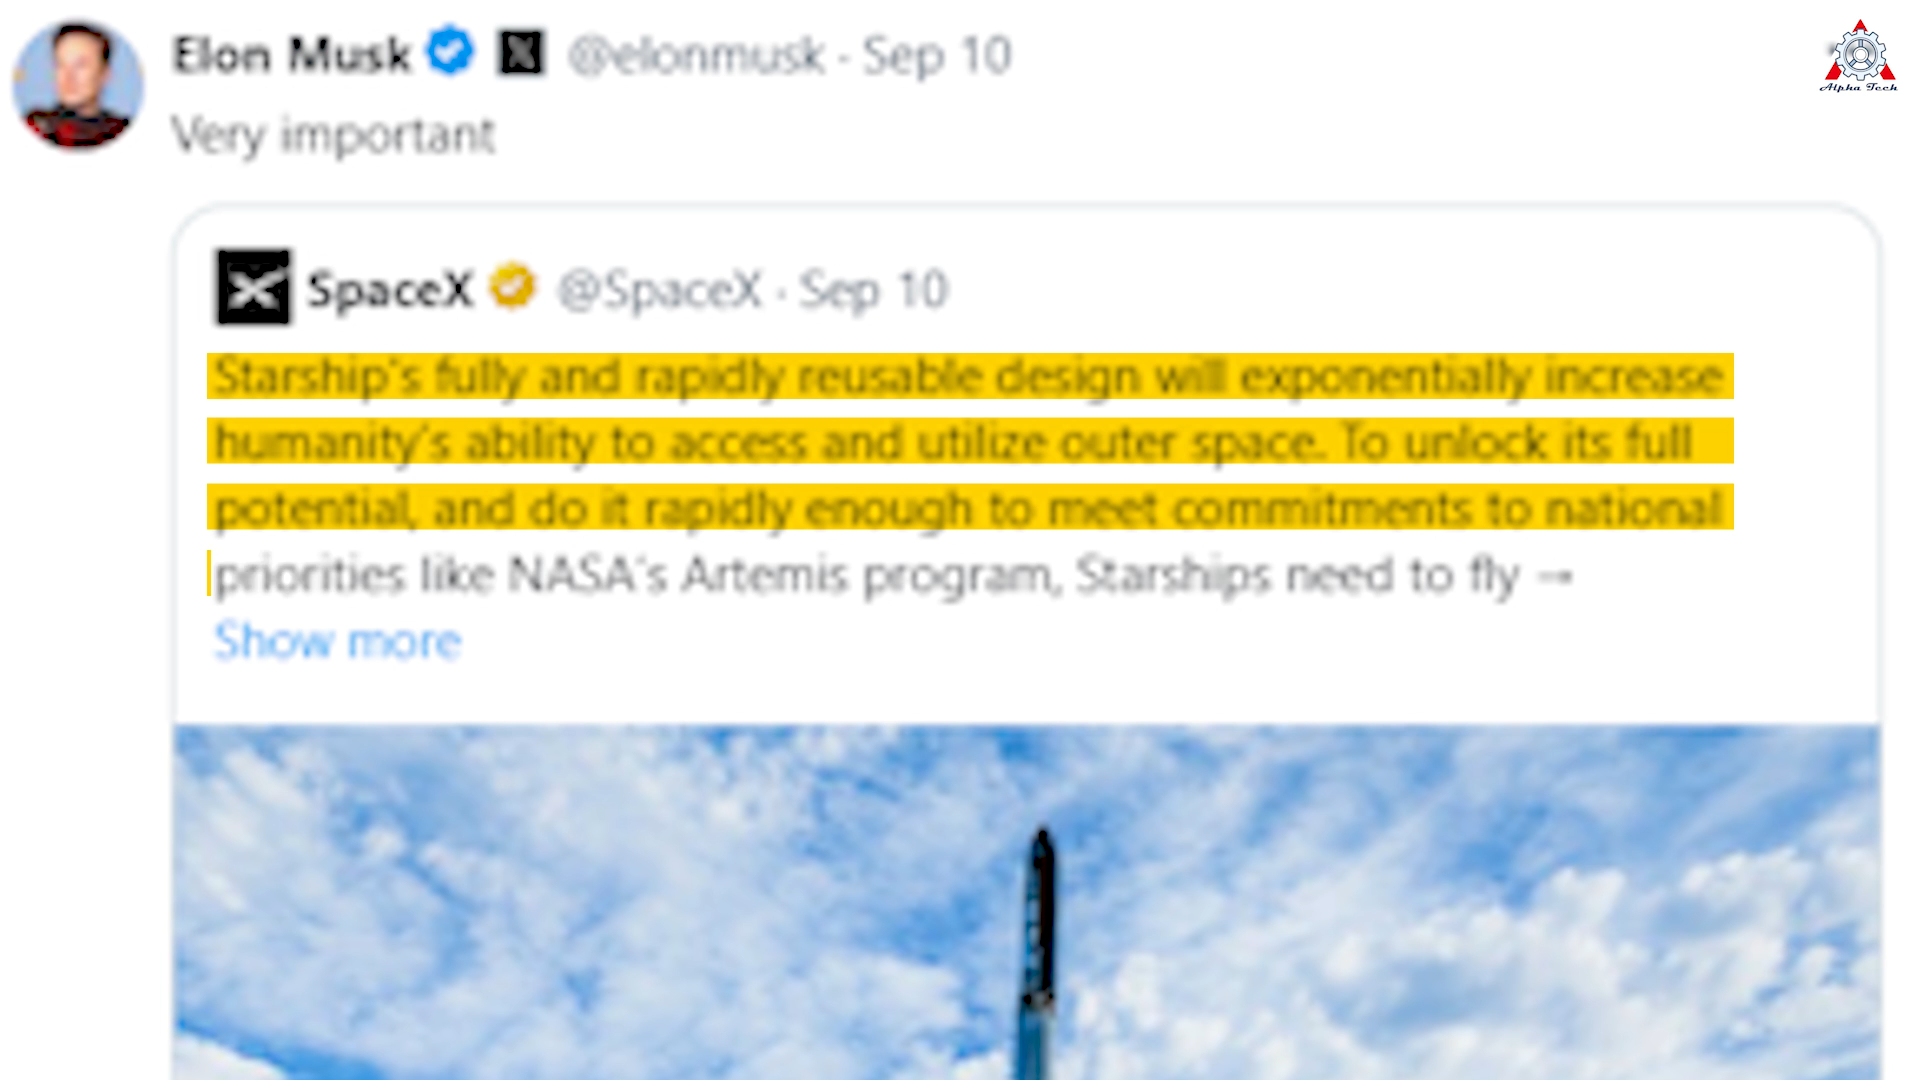 Elon Musk @elonmusk · Sep 10
Very important
SpaceX @SpaceX · Sep 10
Starship's fully and rapidly reusable design will exponentially increase
humanity's ability to access and utilize outer space. To unlock its full
potential, and do it rapidly enough to meet commitments to national
priorities like NASA's Artemis program, Starships need to fly →
Show more
Alpha Tech